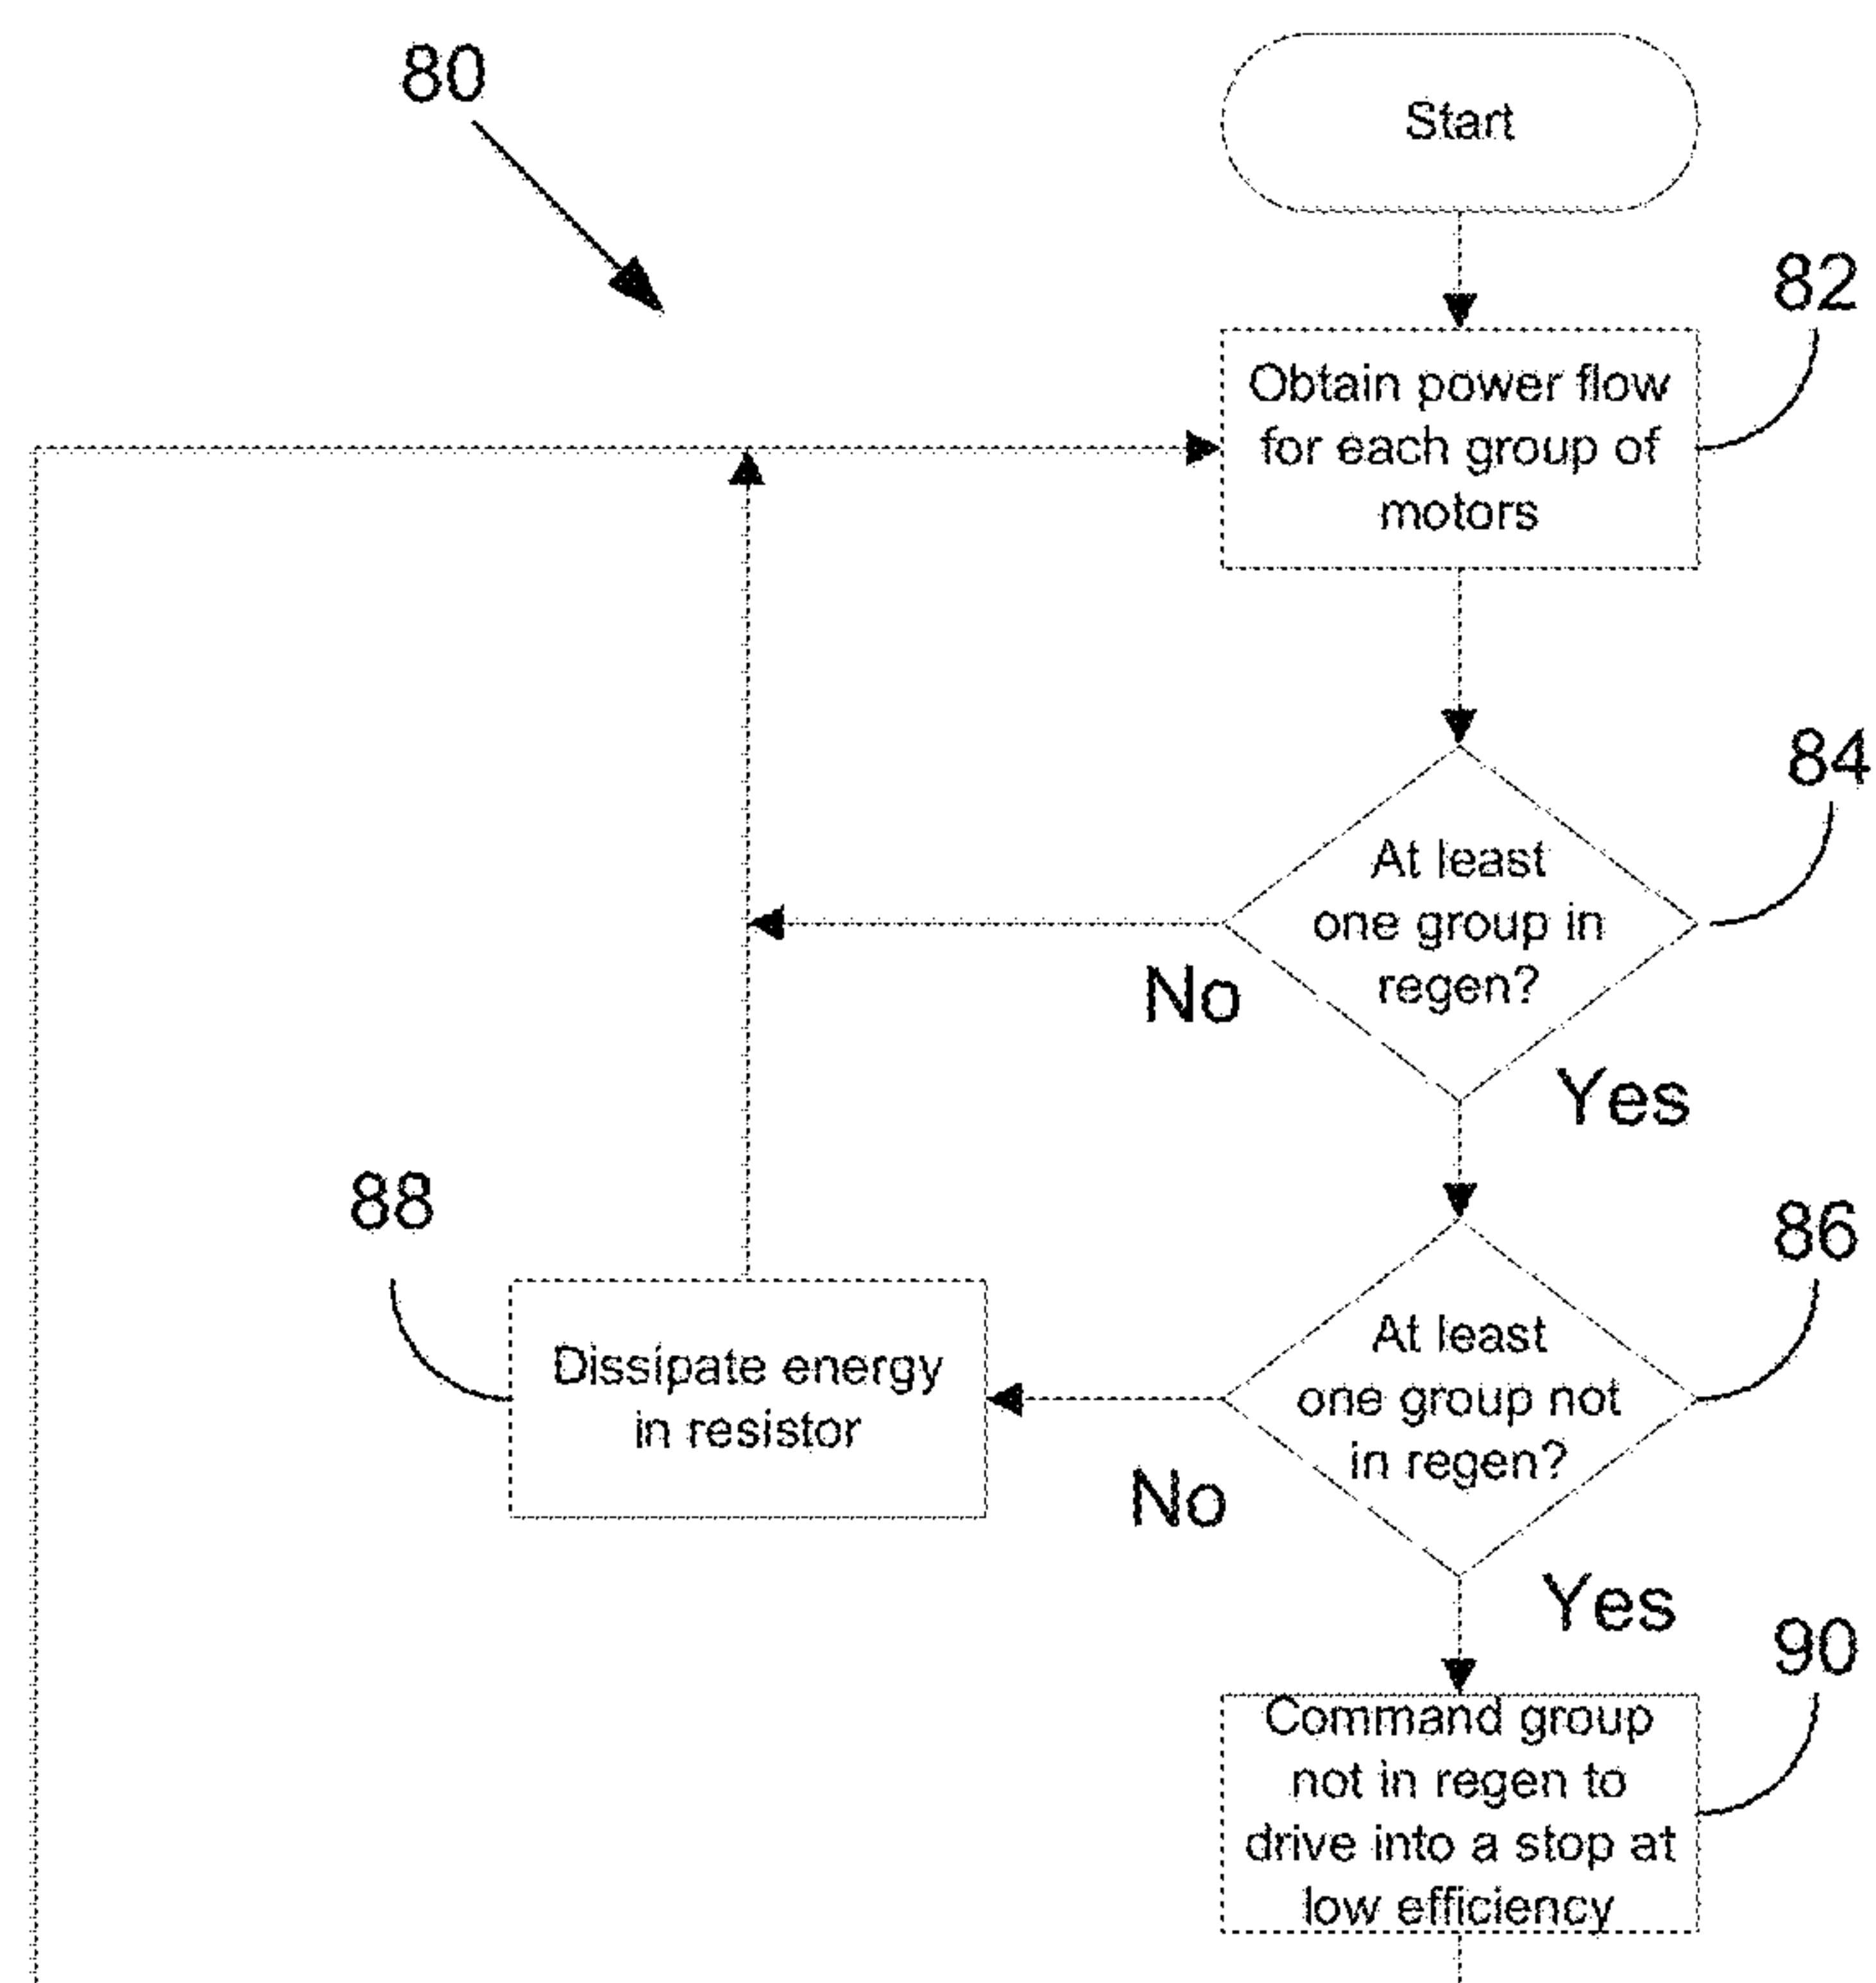 80
Start
82
Obtain power flow
for each group of
motors
84
At least
one group in
regen?
No
Yes
88
86
Dissipate energy
in resistor
At least
one group not
in regen?
No
Yes
90
Command group
not in regen to
drive into a stop at
low efficiency